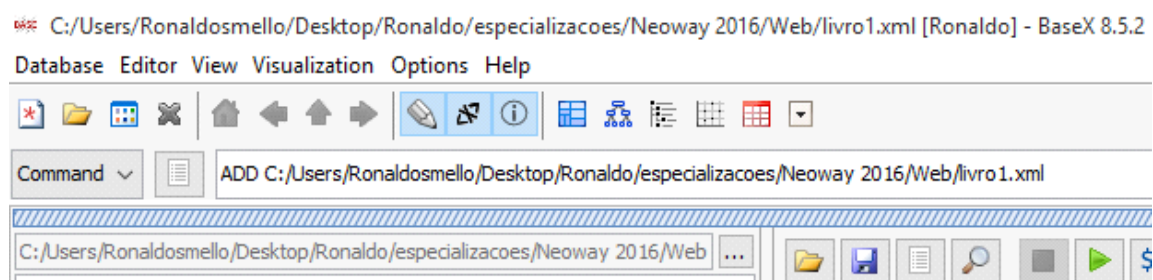 BASE C:/Users/Ronaldosmello/Desktop/Ronaldo/especializacoes/Neoway 2016/Web/livro1.xml [Ronaldo] - BaseX 8.5.2
Database Editor View Visualization Options Help
Command ADD C:/Users/Ronaldosmello/Desktop/Ronaldo/especializacoes/Neoway 2016/Web/livro1.xml
C:/Users/Ronaldosmello/Desktop/Ronaldo/especializacoes/Neoway 2016/Web ... $